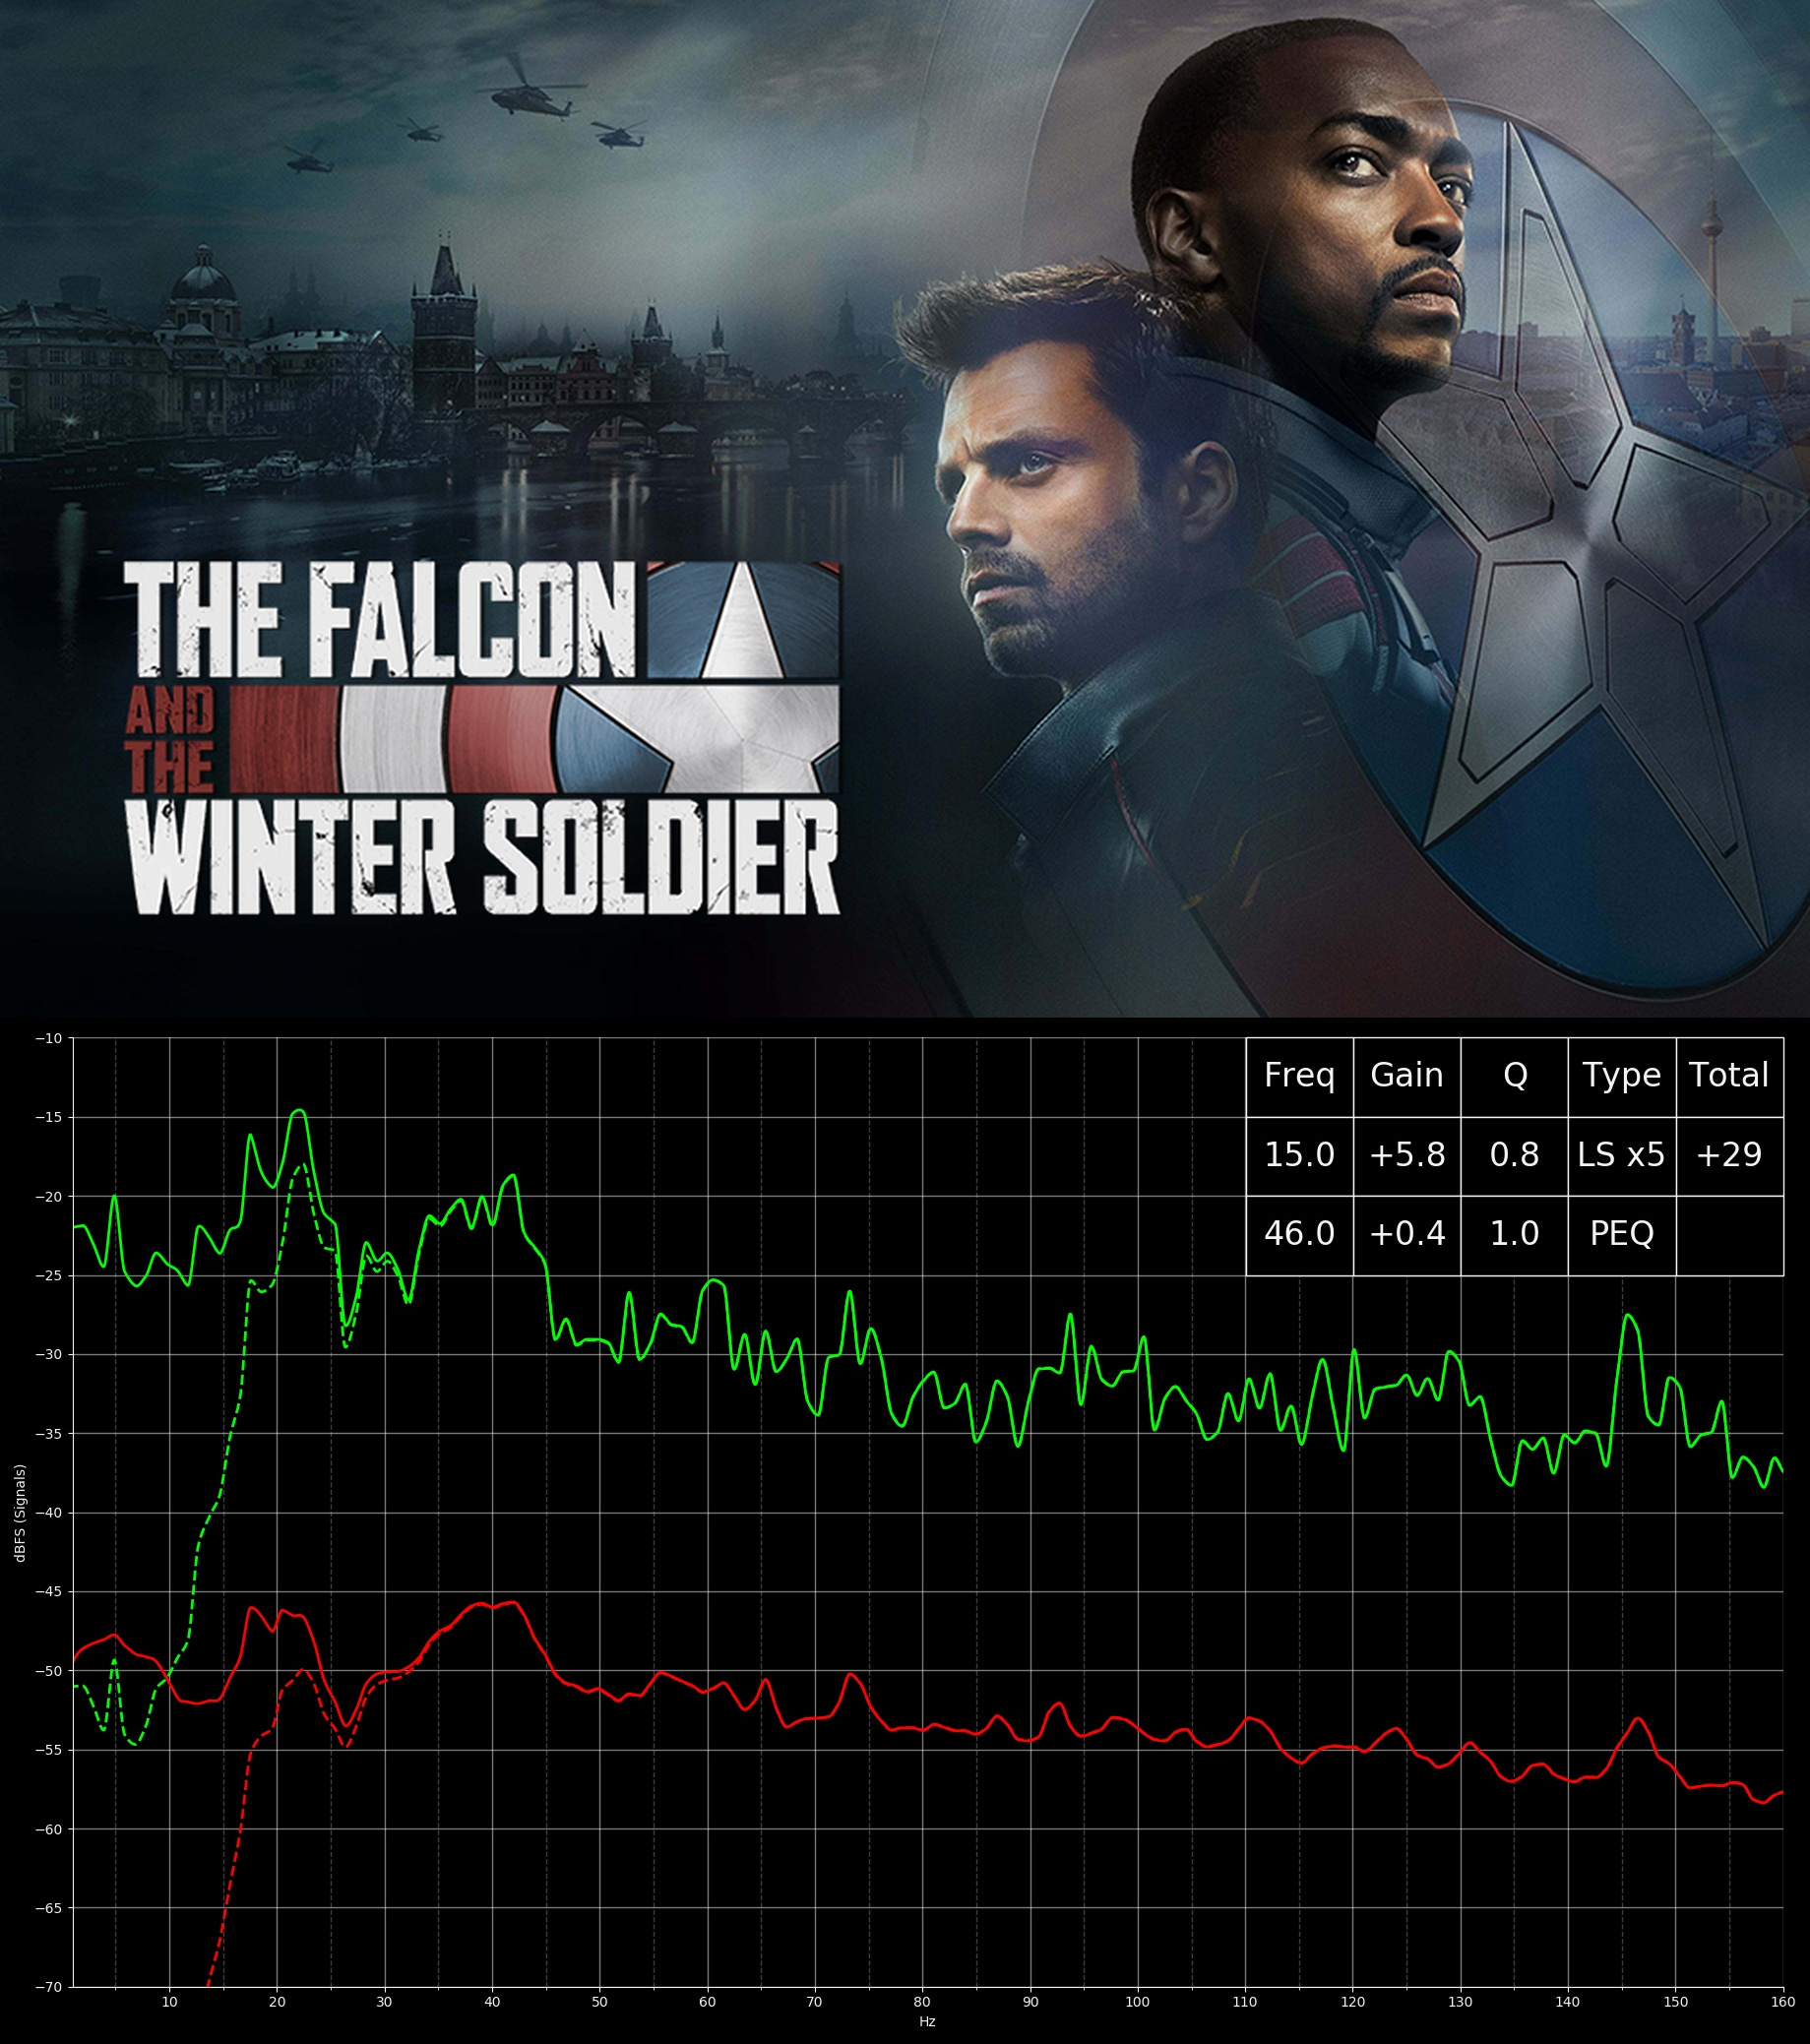 THE FALCON
AND
THE
WINTER SOLDIER
Freq Gain Q Type Total
15.0 +5.8 0.8 LS x5 +29
46.0 +0.4 1.0 PEQ
−10
−15
−20
−25
−30
−35
−40
−45
−50
−55
−60
−65
−70
dBFS (Signals)
10 20 30 40 50 60 70 80 90 100 110 120 130 140 150 160
Hz